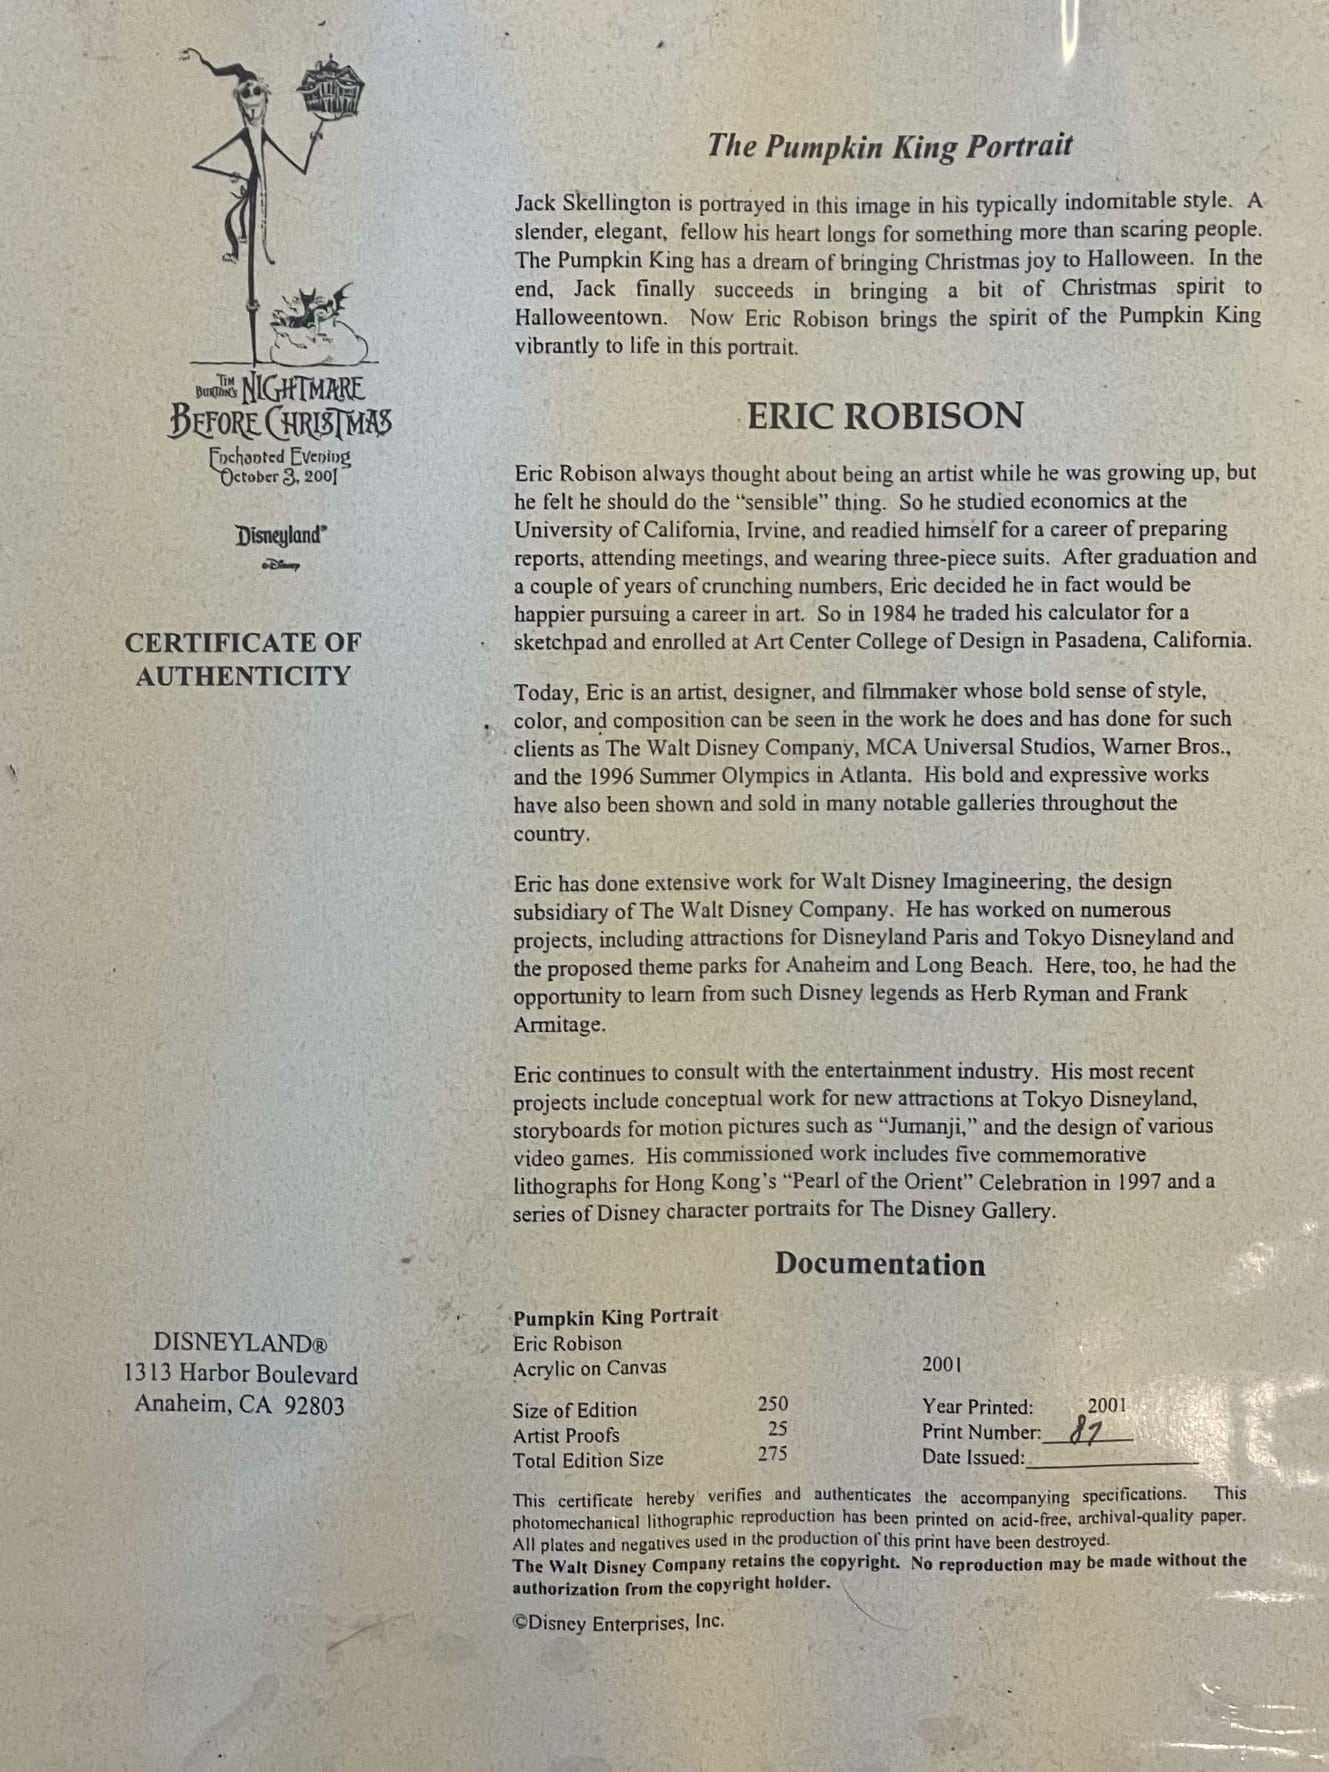 TIM BURTON'S NIGHTMARE
BEFORE CHRISTMAS
Enchanted Evening
October 3, 2001
Disneyland®
©Disney
CERTIFICATE OF
AUTHENTICITY
DISNEYLAND®
1313 Harbor Boulevard
Anaheim, CA 92803
The Pumpkin King Portrait
Jack Skellington is portrayed in this image in his typically indomitable style. A
slender, elegant, fellow his heart longs for something more than scaring people.
The Pumpkin King has a dream of bringing Christmas joy to Halloween. In the
end, Jack finally succeeds in bringing a bit of Christmas spirit to
Halloweentown. Now Eric Robison brings the spirit of the Pumpkin King
vibrantly to life in this portrait.
ERIC ROBISON
Eric Robison always thought about being an artist while he was growing up, but
he felt he should do the “sensible” thing. So he studied economics at the
University of California, Irvine, and readied himself for a career of preparing
reports, attending meetings, and wearing three-piece suits. After graduation and
a couple of years of crunching numbers, Eric decided he in fact would be
happier pursuing a career in art. So in 1984 he traded his calculator for a
sketchpad and enrolled at Art Center College of Design in Pasadena, California.
Today, Eric is an artist, designer, and filmmaker whose bold sense of style,
color, and composition can be seen in the work he does and has done for such
clients as The Walt Disney Company, MCA Universal Studios, Warner Bros.,
and the 1996 Summer Olympics in Atlanta. His bold and expressive works
have also been shown and sold in many notable galleries throughout the
country.
Eric has done extensive work for Walt Disney Imagineering, the design
subsidiary of The Walt Disney Company. He has worked on numerous
projects, including attractions for Disneyland Paris and Tokyo Disneyland and
the proposed theme parks for Anaheim and Long Beach. Here, too, he had the
opportunity to learn from such Disney legends as Herb Ryman and Frank
Armitage.
Eric continues to consult with the entertainment industry. His most recent
projects include conceptual work for new attractions at Tokyo Disneyland,
storyboards for motion pictures such as “Jumanji,” and the design of various
video games. His commissioned work includes five commemorative
lithographs for Hong Kong’s “Pearl of the Orient” Celebration in 1997 and a
series of Disney character portraits for The Disney Gallery.
Documentation
Pumpkin King Portrait
Eric Robison
Acrylic on Canvas 2001
Size of Edition 250 Year Printed: 2001
Artist Proofs 25 Print Number: 87
Total Edition Size 275 Date Issued:
This certificate hereby verifies and authenticates the accompanying specifications. This
photomechanical lithographic reproduction has been printed on acid-free, archival-quality paper.
All plates and negatives used in the production of this print have been destroyed.
The Walt Disney Company retains the copyright. No reproduction may be made without the
authorization from the copyright holder.
©Disney Enterprises, Inc.